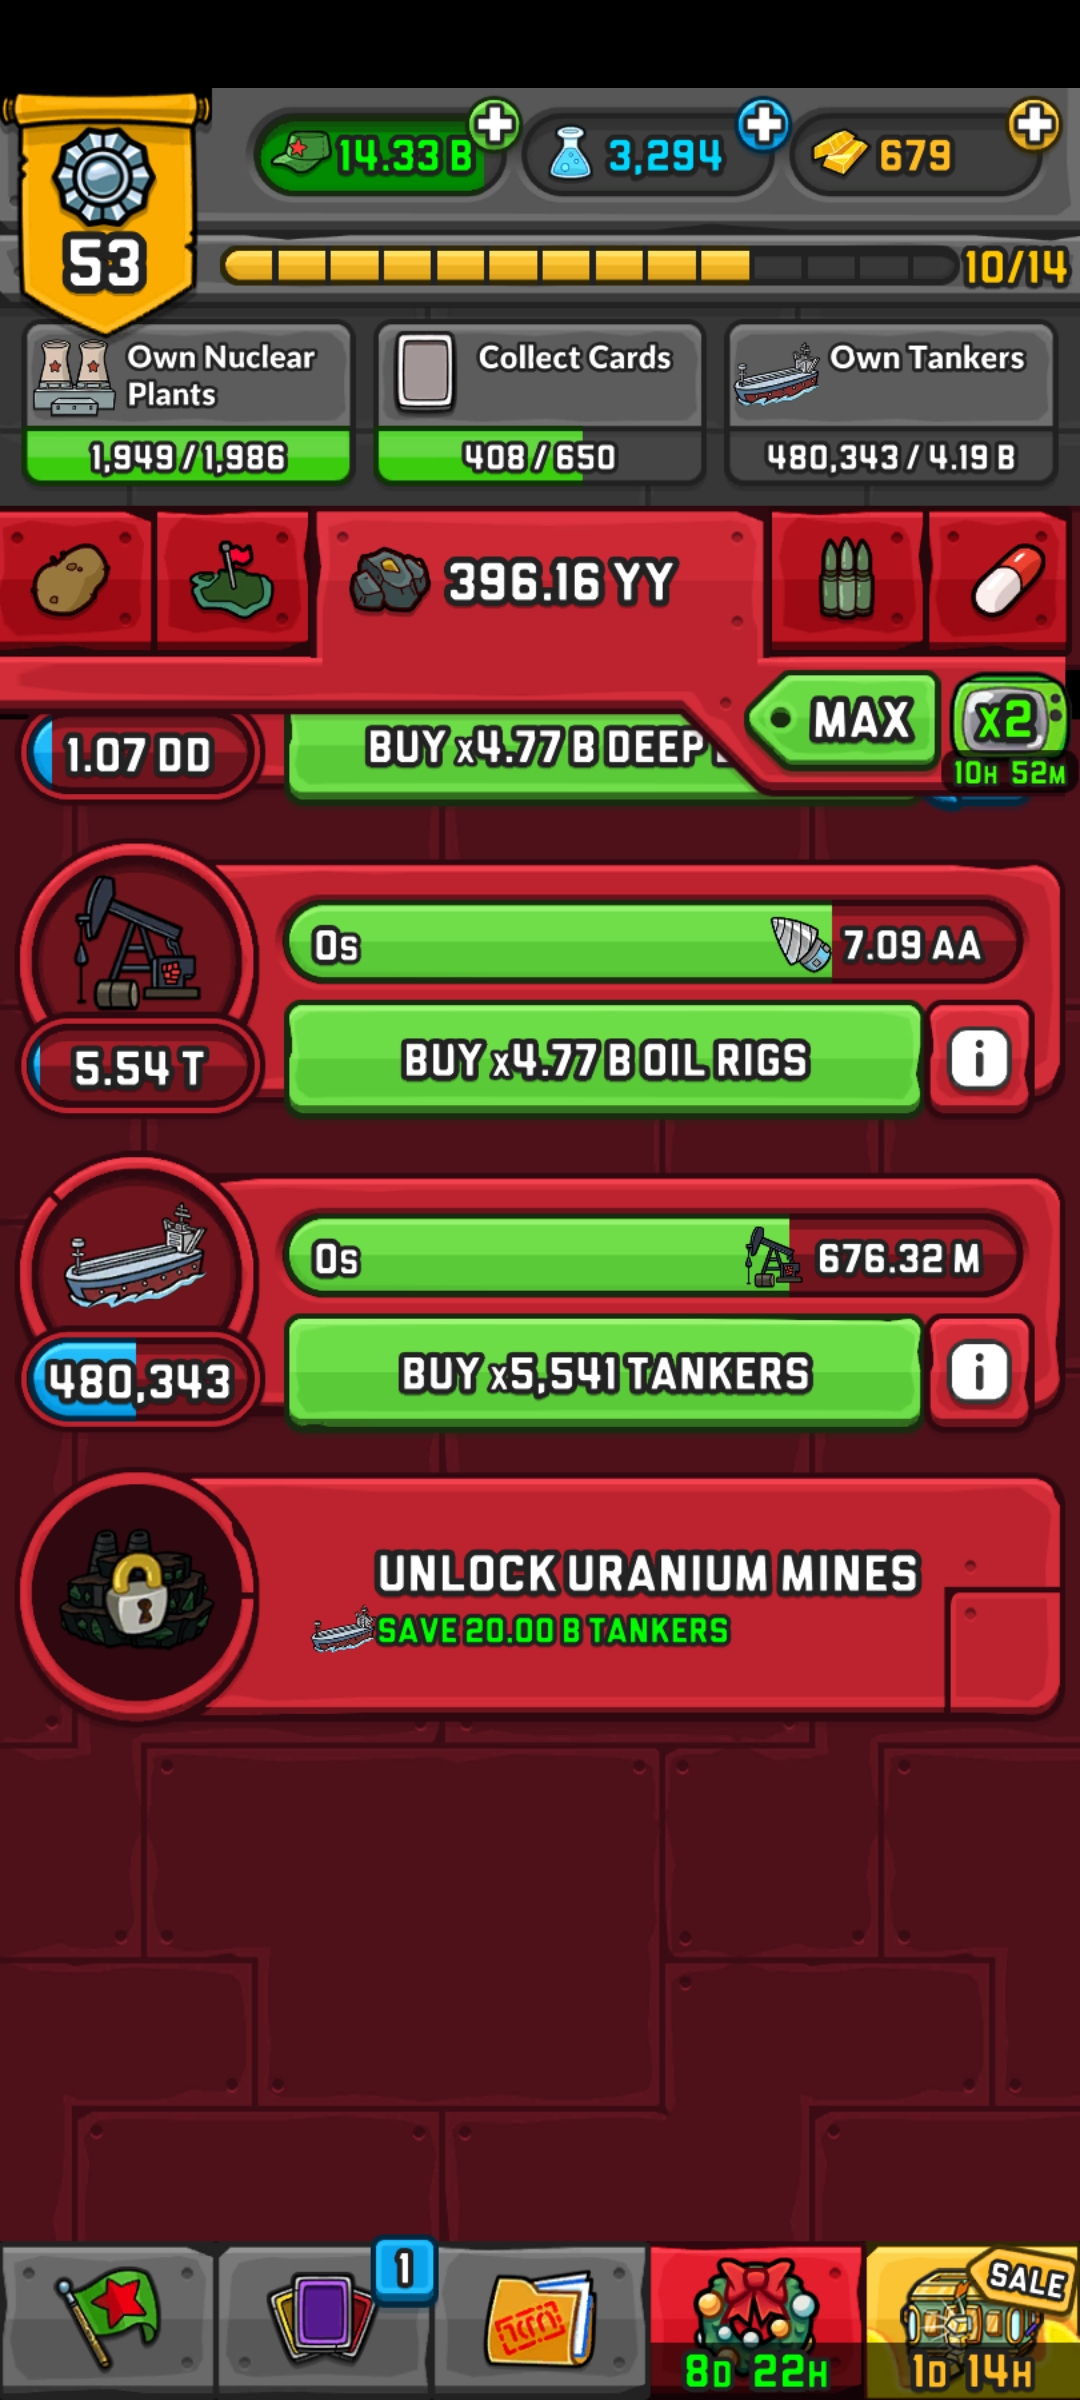 14.33 B
3,294
679
53
10/14
Own Nuclear Plants
1,949/1,986
Collect Cards
408/650
Own Tankers
480,343/4.19 B
396.16 YY
MAX
x2
10H 52M
1.07 DD
BUY x4.77 B DEEP
0s
7.09 AA
5.54 T
BUY x4.77 B OIL RIGS
i
0s
676.32 M
480,343
BUY x5,541 TANKERS
i
UNLOCK URANIUM MINES
SAVE 20.00 B TANKERS
1
SALE
8D 22H
1D 14H